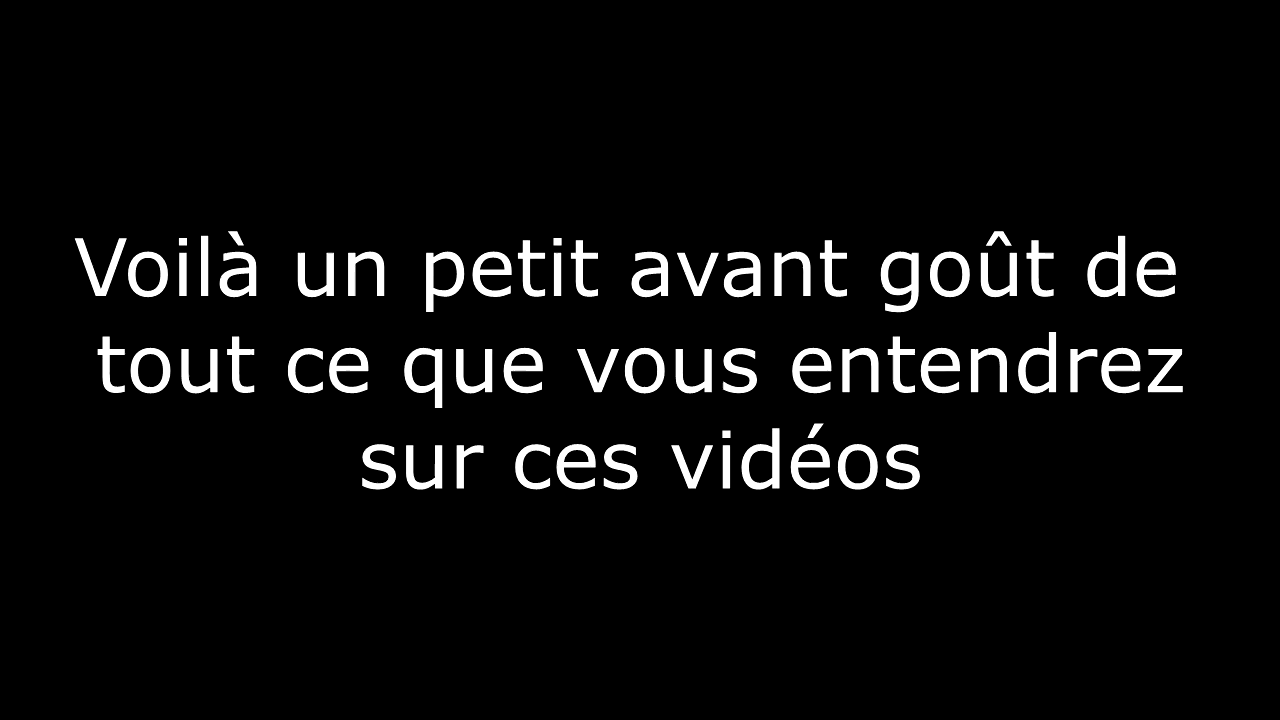 Voilà un petit avant goût de
tout ce que vous entendrez
sur ces vidéos